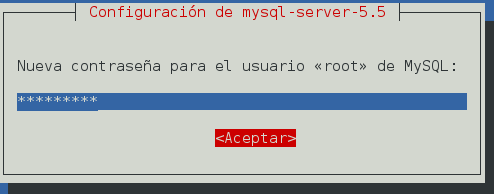 Configuración de mysql-server-5.5
Nueva contraseña para el usuario «root» de MySQL:
*********
<Aceptar>